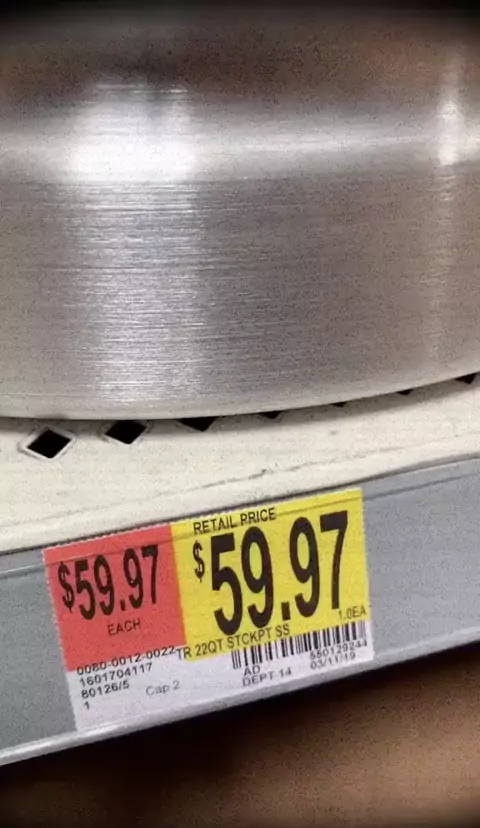 RETAIL PRICE
$59.97
EACH
$59.97
1.0EA
TR 22QT STCKPT SS
0080-0012-0022
1601704117
80126/5
1
Cap 2
AD
DEPT 14
550129244
03/11/19